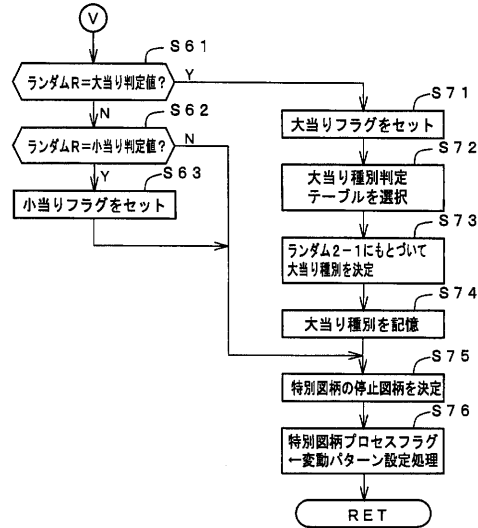 V
S61
ランダムR=大当り判定値?
Y
N
S62
ランダムR=小当り判定値?
N
Y
S63
小当りフラグをセット
S71
大当りフラグをセット
S72
大当り種別判定
テーブルを選択
S73
ランダム2-1にもとづいて
大当り種別を決定
S74
大当り種別を記憶
S75
特別図柄の停止図柄を決定
S76
特別図柄プロセスフラグ
←変動パターン設定処理
RET